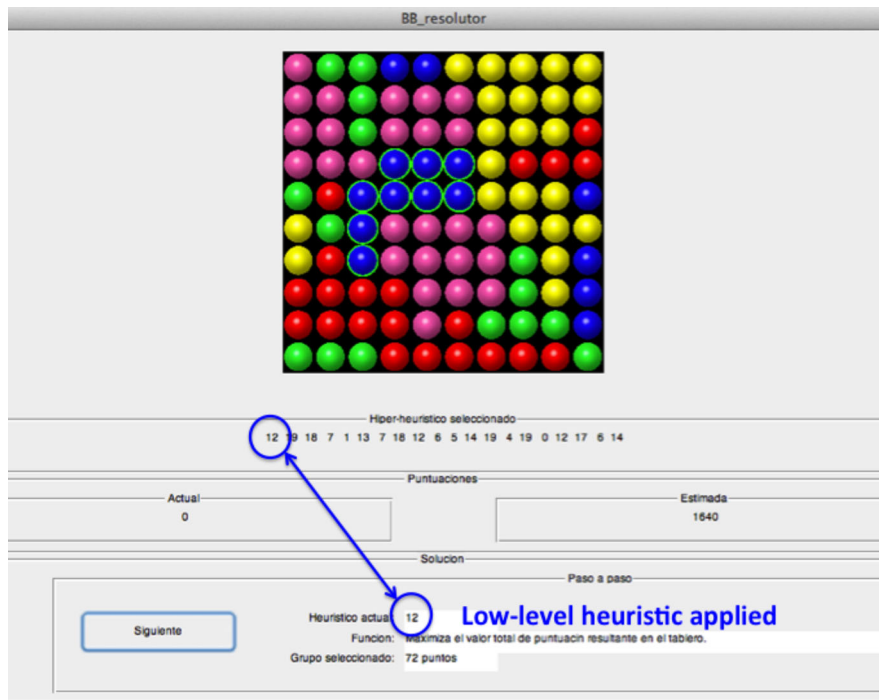 BB_resolutor
Hiper-heuristico seleccionado
12 19 18 7 1 13 7 18 12 6 5 14 19 4 19 0 12 17 6 14
Puntuaciones
Actual
Estimada
0
1640
Solucion
Paso a paso
Siguiente
Heuristico actual: 12
Low-level heuristic applied
Funcion: Maximiza el valor total de puntuacin resultante en el tablero.
Grupo seleccionado: 72 puntos